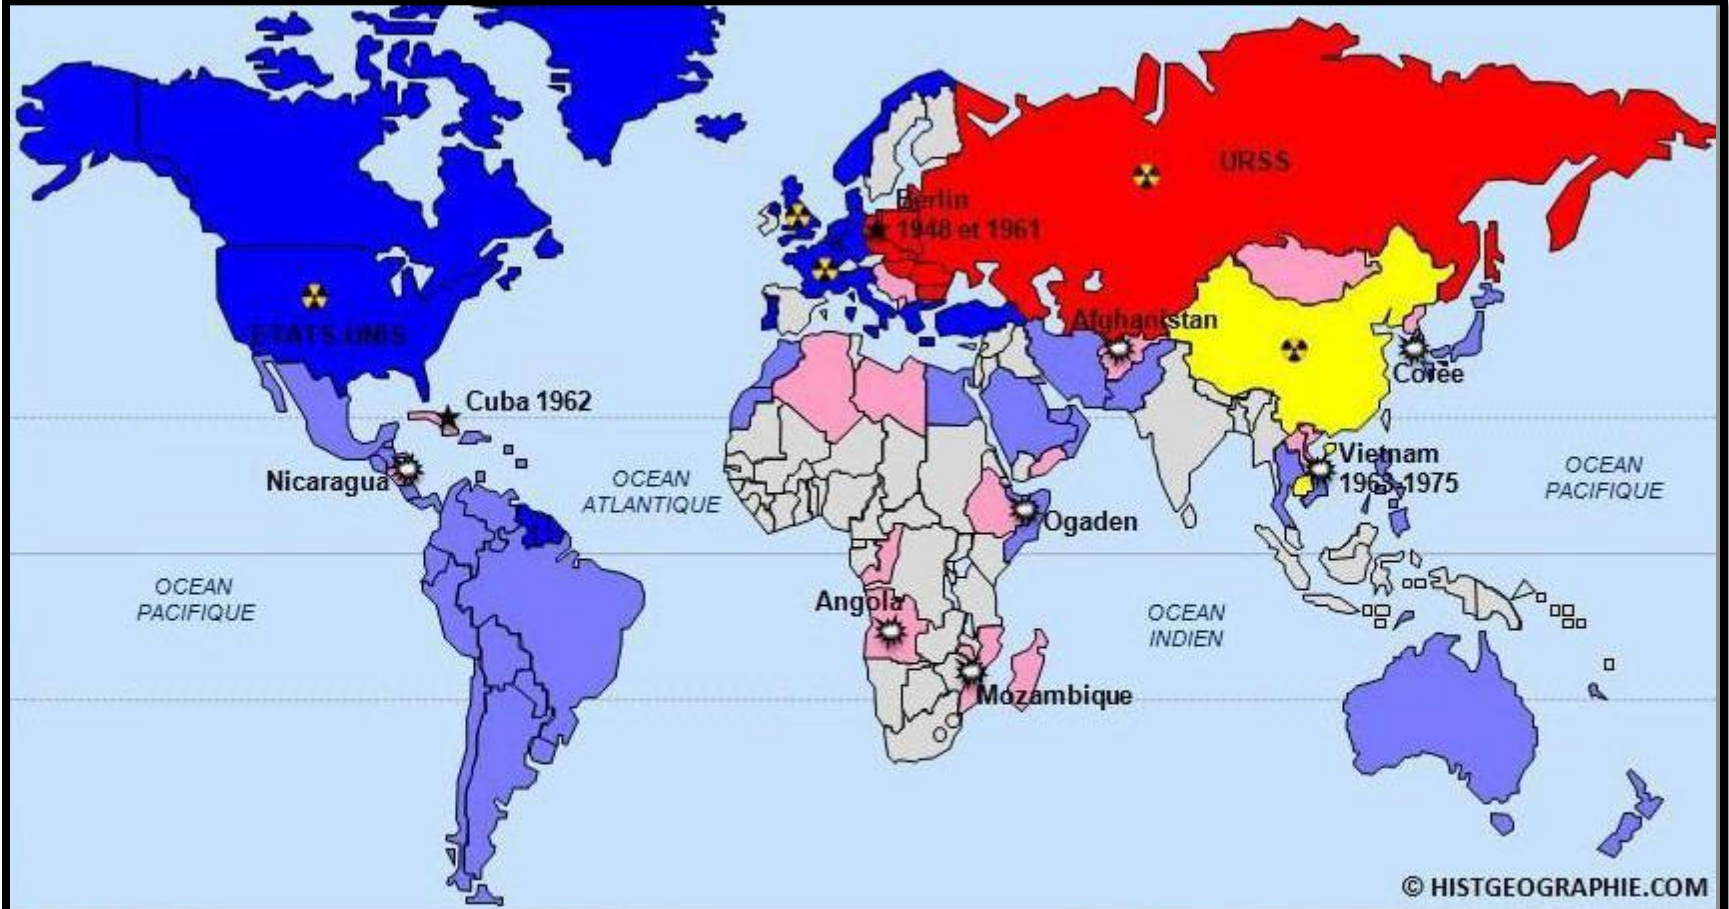 URSS
Berlin
1948 et 1961
ETATS UNIS
Afghanistan
Corée
Cuba 1962
Nicaragua
OCEAN
ATLANTIQUE
Vietnam
1963-1975
OCEAN
PACIFIQUE
Ogaden
OCEAN
PACIFIQUE
Angola
OCEAN
INDIEN
Mozambique
© HISTGEOGRAPHIE.COM